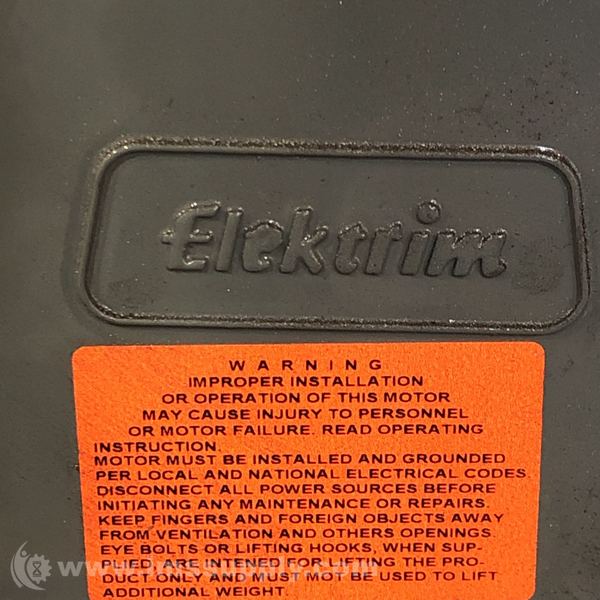 Elektrim
WARNING
IMPROPER INSTALLATION
OR OPERATION OF THIS MOTOR
MAY CAUSE INJURY TO PERSONNEL
OR MOTOR FAILURE. READ OPERATING
INSTRUCTION.
MOTOR MUST BE INSTALLED AND GROUNDED
PER LOCAL AND NATIONAL ELECTRICAL CODES.
DISCONNECT ALL POWER SOURCES BEFORE
INITIATING ANY MAINTENANCE OR REPAIRS.
KEEP FINGERS AND FOREIGN OBJECTS AWAY
FROM VENTILATION AND OTHERS OPENINGS.
EYE BOLTS OR LIFTING HOOKS, WHEN SUP-
PLIED ARE INTENED FOR LIFTING THE PRO-
DUCT ONLY AND MUST MOT BE USED TO LIFT
ADDITIONAL WEIGHT.